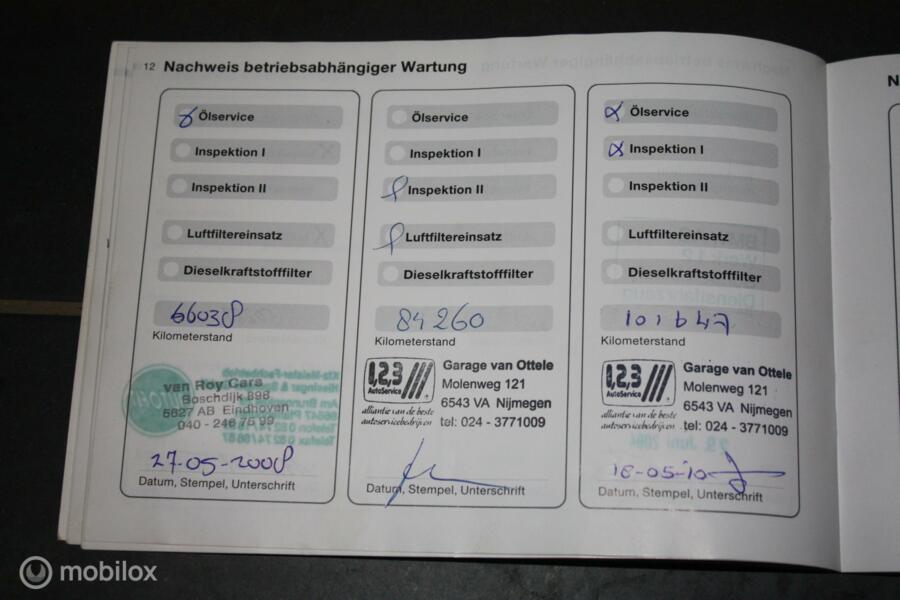 12 Nachweis betriebsabhängiger Wartung
Ölservice
Inspektion I
Inspektion II
Luftfiltereinsatz
Dieselkraftstofffilter
66038
Kilometerstand
van Roy Cars
Boschdijk 898
5627 AB Eindhoven
040 - 246 75 99
27-05-2008
Datum, Stempel, Unterschrift
Ölservice
Inspektion I
Inspektion II
Luftfiltereinsatz
Dieselkraftstofffilter
84260
Kilometerstand
1,2,3
AutoService
alliantie van de beste
autoservicebedrijven
Garage van Ottele
Molenweg 121
6543 VA Nijmegen
tel: 024 - 3771009
Datum, Stempel, Unterschrift
Ölservice
Inspektion I
Inspektion II
Luftfiltereinsatz
Dieselkraftstofffilter
101647
Kilometerstand
1,2,3
AutoService
alliantie van de beste
autoservicebedrijven
Garage van Ottele
Molenweg 121
6543 VA Nijmegen
tel: 024 - 3771009
18-05-10
Datum, Stempel, Unterschrift
N
mobilox